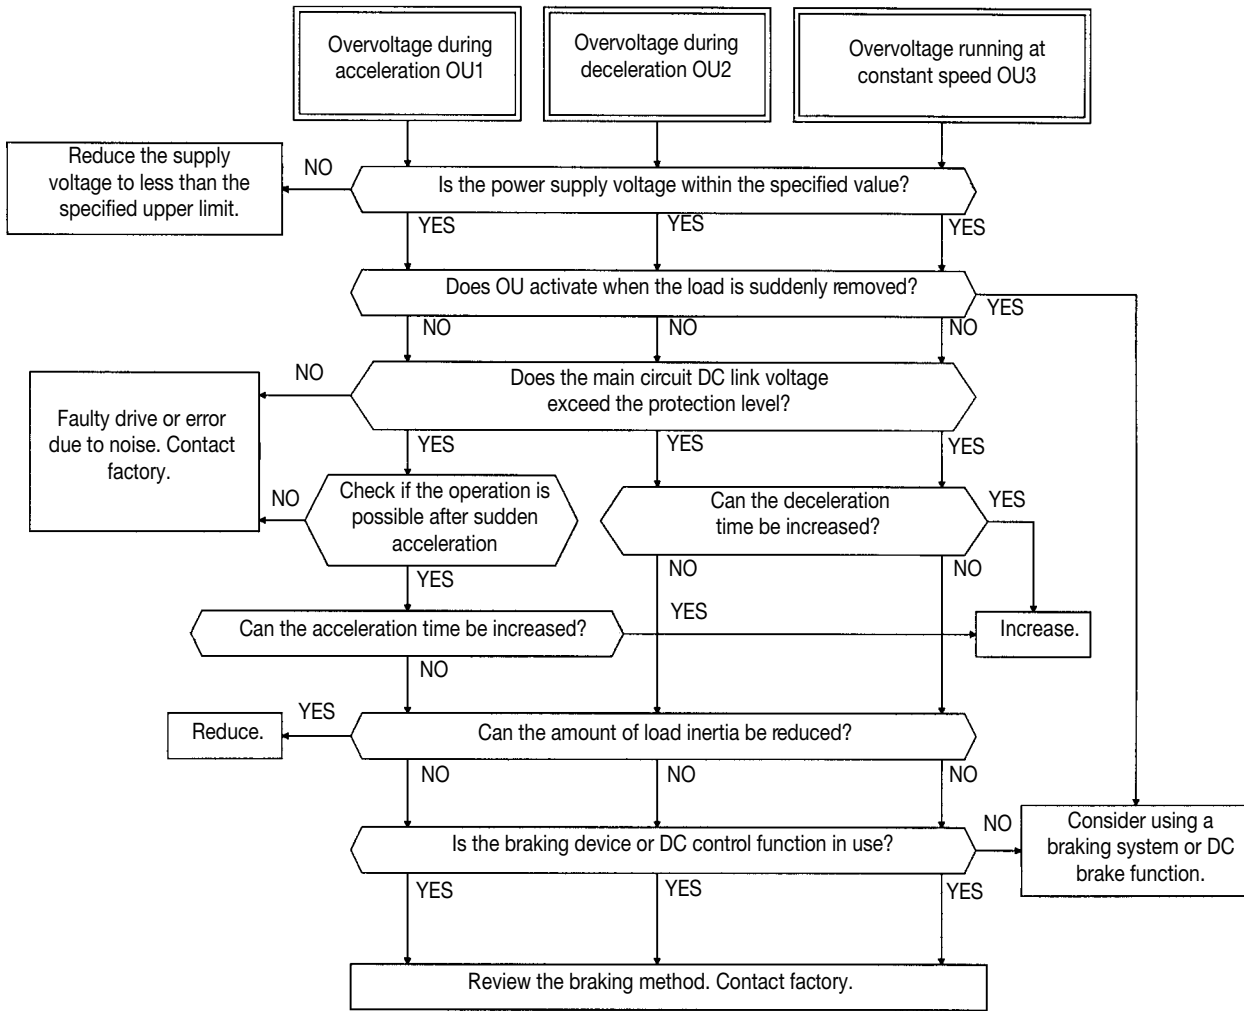 Overvoltage during
acceleration OU1
Overvoltage during
deceleration OU2
Overvoltage running at
constant speed OU3
Reduce the supply
voltage to less than the
specified upper limit.
NO
Is the power supply voltage within the specified value?
YES
YES
YES
Does OU activate when the load is suddenly removed?
YES
NO
NO
NO
NO
Does the main circuit DC link voltage
exceed the protection level?
Faulty drive or error
due to noise. Contact
factory.
YES
YES
YES
NO
Check if the operation is
possible after sudden
acceleration
Can the deceleration
time be increased?
YES
YES
NO
NO
Can the acceleration time be increased?
YES
Increase.
NO
YES
Reduce.
Can the amount of load inertia be reduced?
NO
NO
NO
Is the braking device or DC control function in use?
NO
Consider using a
braking system or DC
brake function.
YES
YES
YES
Review the braking method. Contact factory.